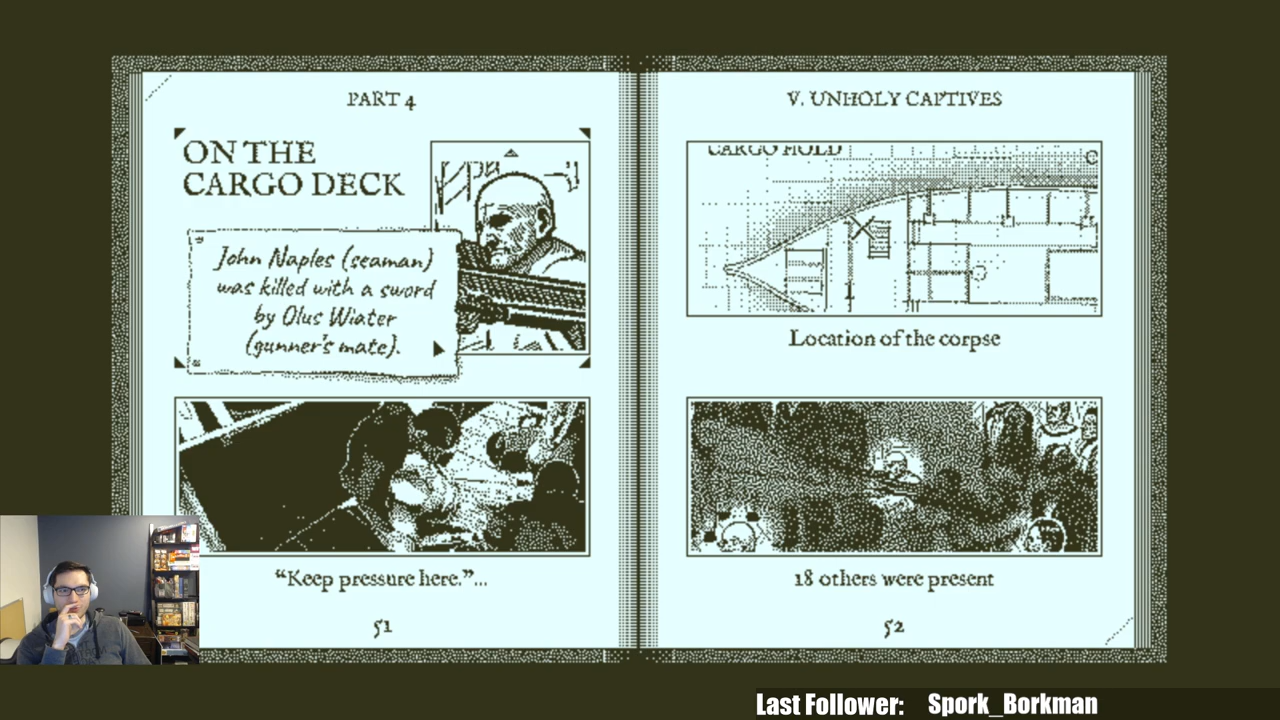 PART 4
ON THE
CARGO DECK
John Naples (seaman)
was killed with a sword
by Olus Wiater
(gunner's mate).
"Keep pressure here."...
51
V. UNHOLY CAPTIVES
CARGO HOLD
Location of the corpse
18 others were present
52
Last Follower: Spork_Borkman